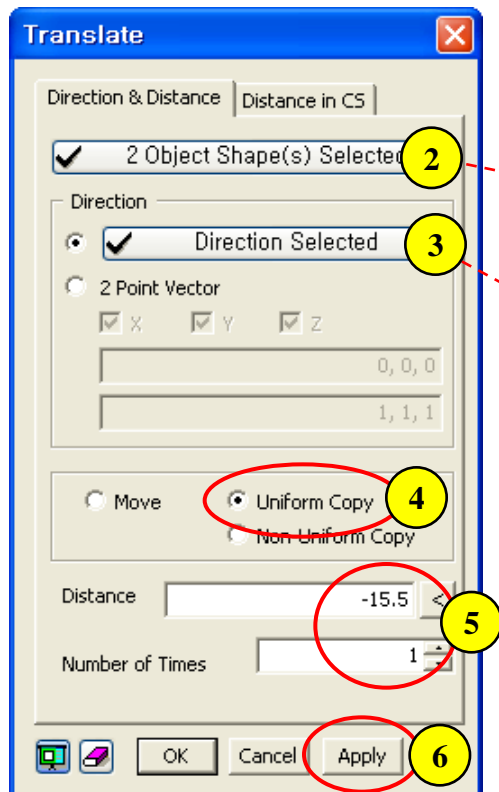 Translate
Direction & Distance Distance in CS
2 Object Shape(s) Selected 2
Direction
Direction Selected 3
2 Point Vector
X Y Z
0, 0, 0
1, 1, 1
Move Uniform Copy 4
Non-Uniform Copy
Distance -15.5 < 5
Number of Times 1
OK Cancel Apply 6